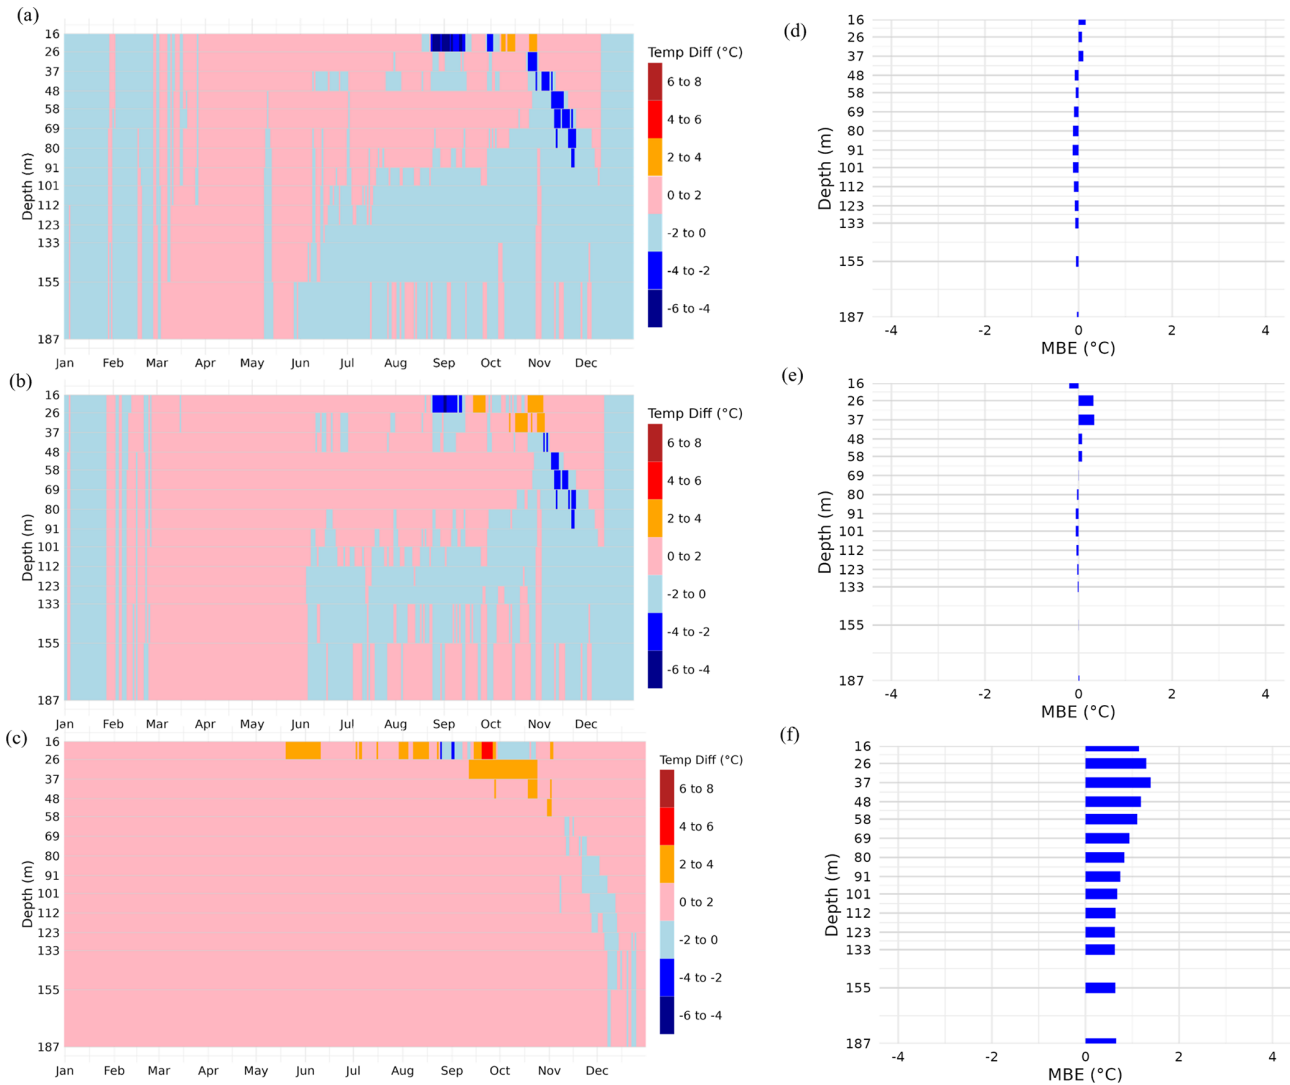 (a)
16
26
37
48
58
69
80
91
101
112
123
133
155
187
Depth (m)
Jan Feb Mar Apr May Jun Jul Aug Sep Oct Nov Dec
Temp Diff (°C)
6 to 8
4 to 6
2 to 4
0 to 2
-2 to 0
-4 to -2
-6 to -4
(d)
16
26
37
48
58
69
80
91
101
112
123
133
155
187
Depth (m)
-4 -2 0 2 4
MBE (°C)
(b)
16
26
37
48
58
69
80
91
101
112
123
133
155
187
Depth (m)
Jan Feb Mar Apr May Jun Jul Aug Sep Oct Nov Dec
Temp Diff (°C)
6 to 8
4 to 6
2 to 4
0 to 2
-2 to 0
-4 to -2
-6 to -4
(e)
16
26
37
48
58
69
80
91
101
112
123
133
155
187
Depth (m)
-4 -2 0 2 4
MBE (°C)
(c)
16
26
37
48
58
69
80
91
101
112
123
133
155
187
Depth (m)
Jan Feb Mar Apr May Jun Jul Aug Sep Oct Nov Dec
Temp Diff (°C)
6 to 8
4 to 6
2 to 4
0 to 2
-2 to 0
-4 to -2
-6 to -4
(f)
16
26
37
48
58
69
80
91
101
112
123
133
155
187
Depth (m)
-4 -2 0 2 4
MBE (°C)